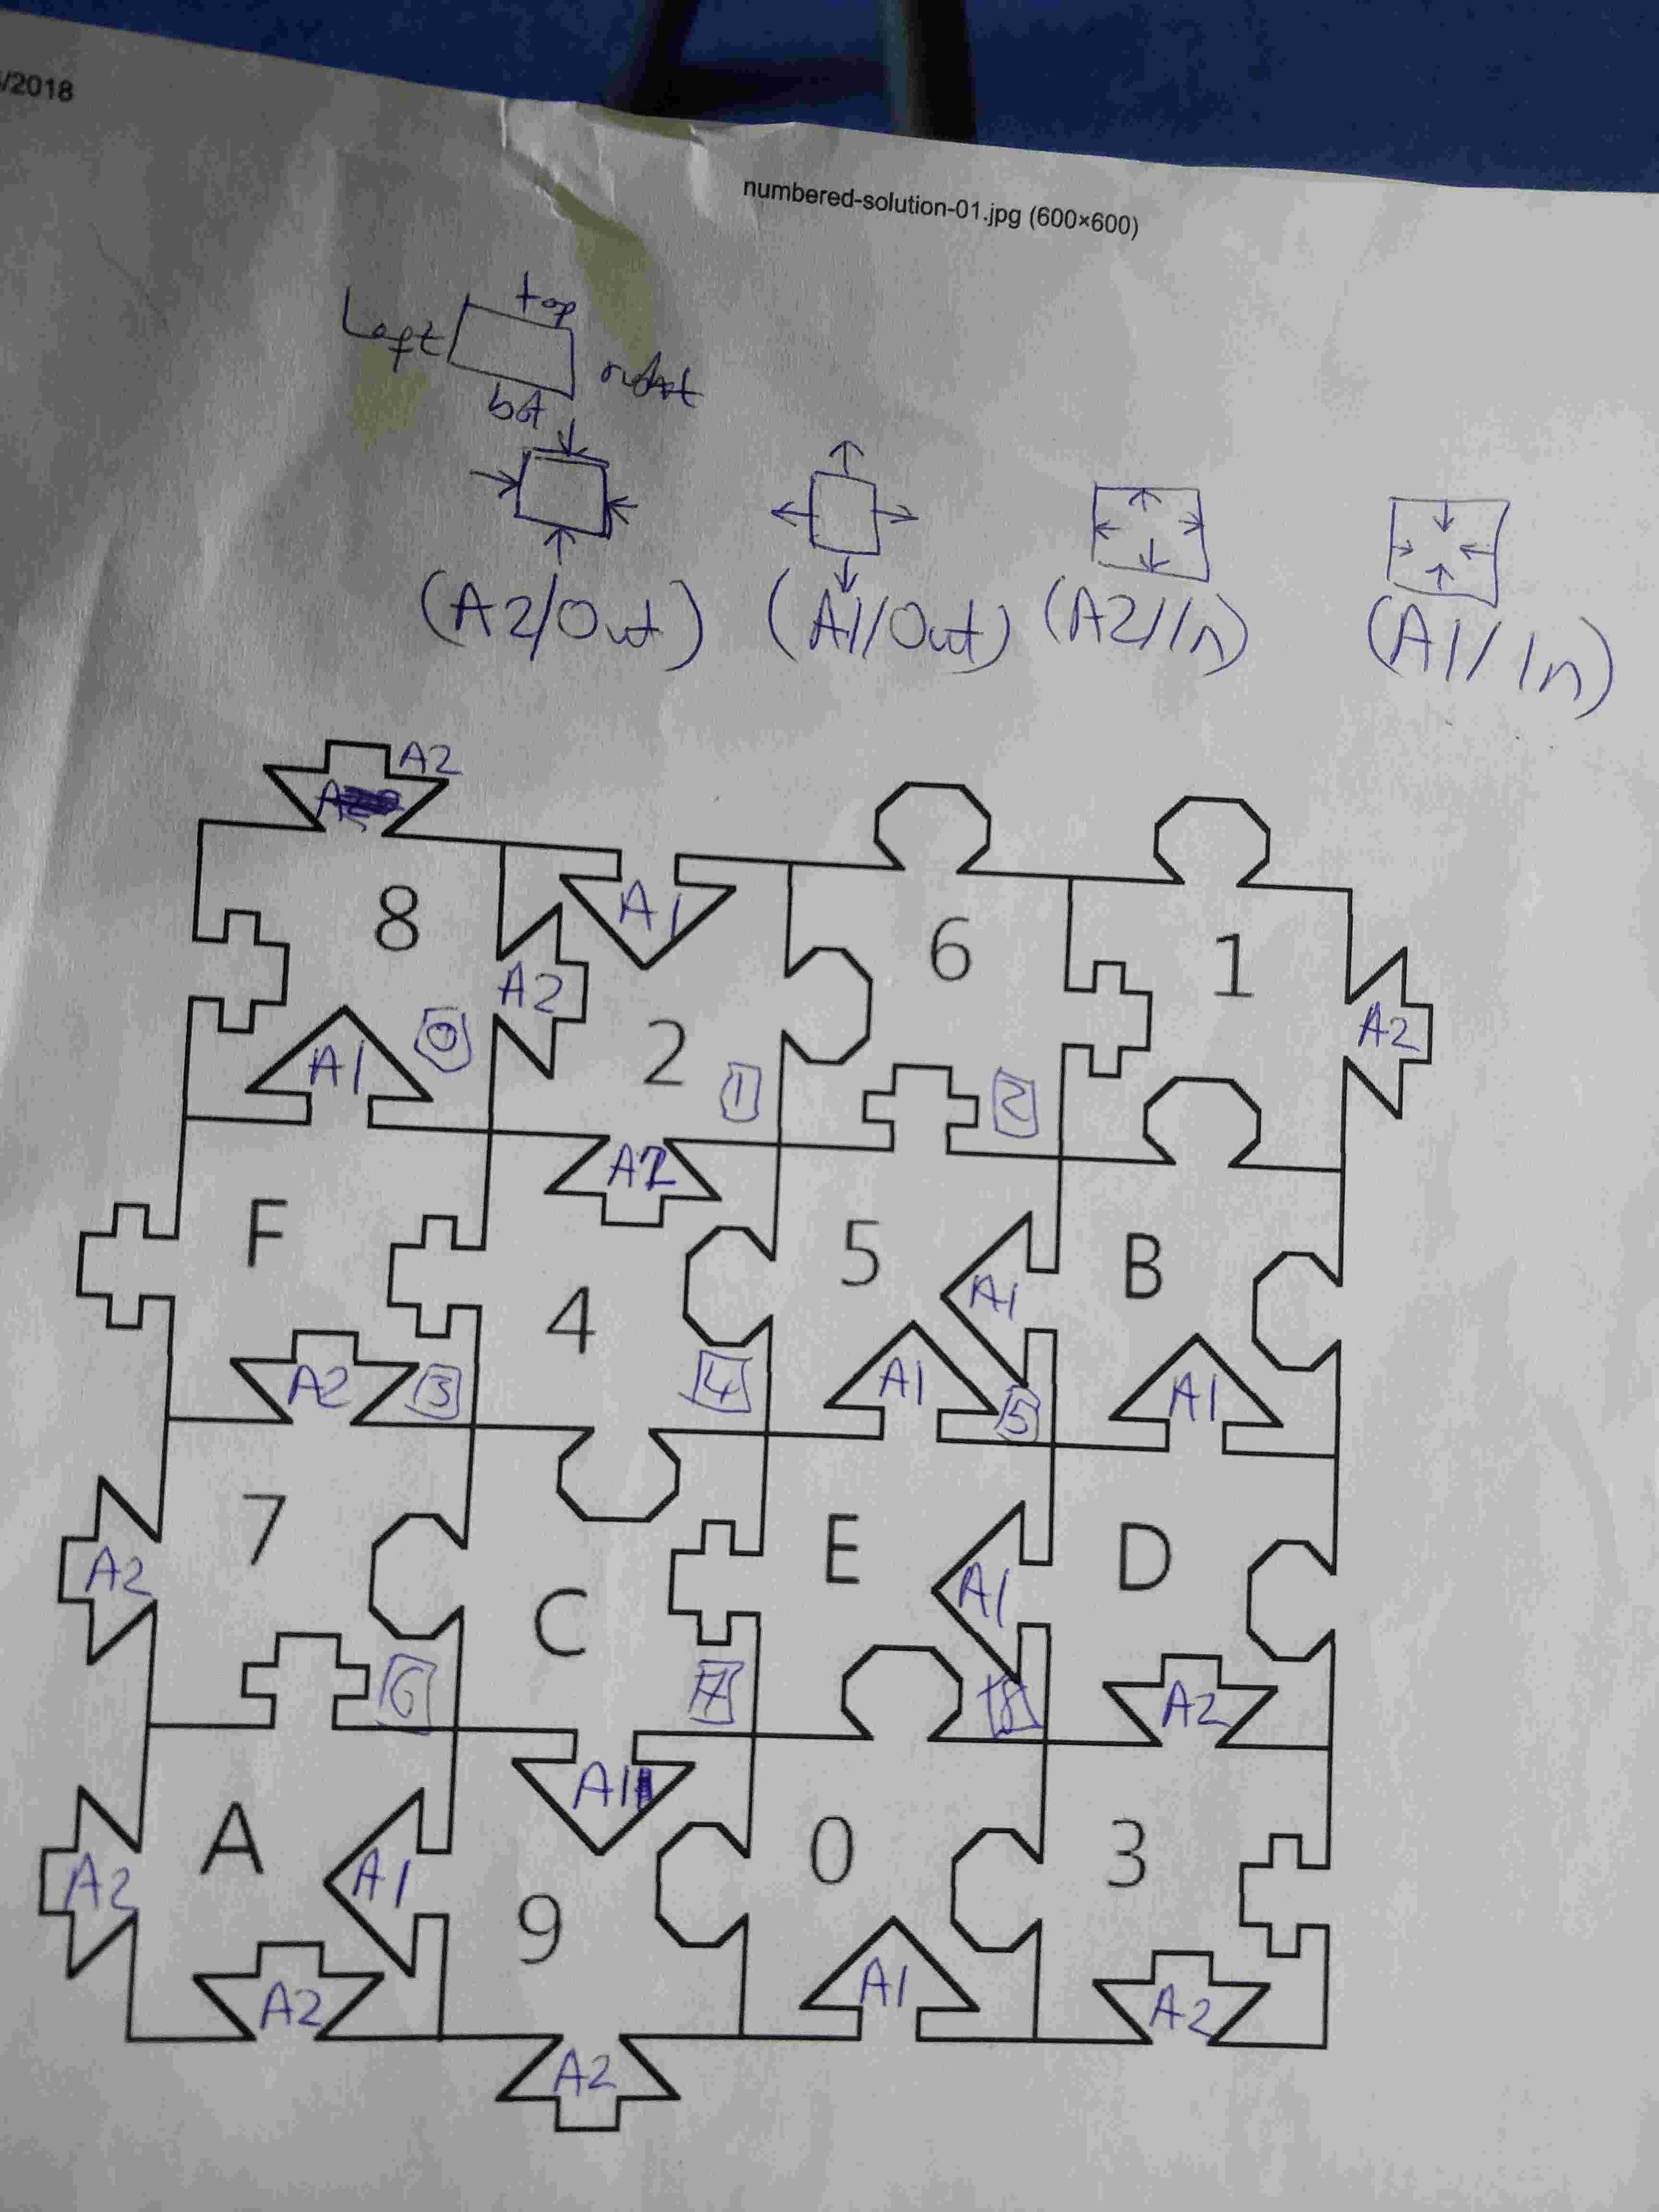 /2018
numbered-solution-01.jpg (600×600)
top
Left
right
bot
(A2/Out) (A1/Out) (A2/In) (A1/In)
A2
8 A1 6 1
A2 A2
A1 0 2 1 2
A2
F 5 A1 B
4
A2 3 4 A1 5 A1
7 E A1 D
A2 C
6 7 8 A2
A1
A A1 0 3
A2 9
A2 A1 A2
A2